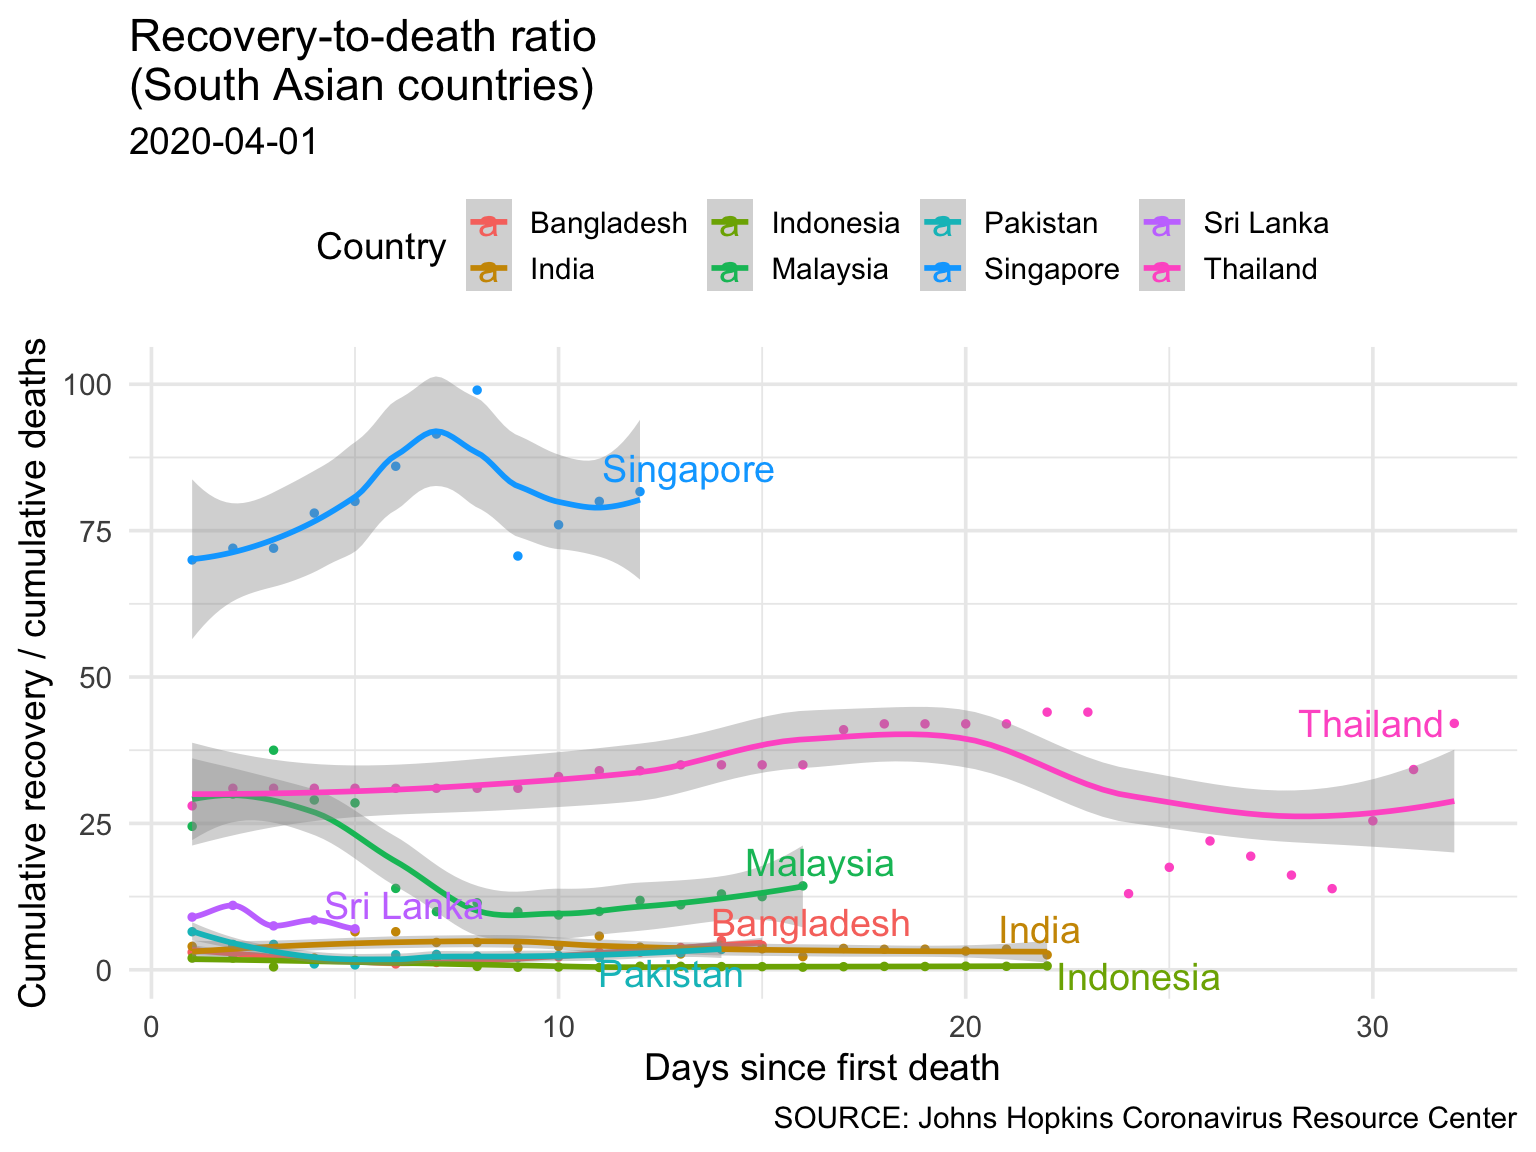 Recovery-to-death ratio
(South Asian countries)
2020-04-01
Country
a Bangladesh a Indonesia a Pakistan a Sri Lanka
a India a Malaysia a Singapore a Thailand
Cumulative recovery / cumulative deaths
100
75
50
25
0
Singapore
Thailand
Malaysia
Sri Lanka
Bangladesh
India
Pakistan
Indonesia
0 10 20 30
Days since first death
SOURCE: Johns Hopkins Coronavirus Resource Center